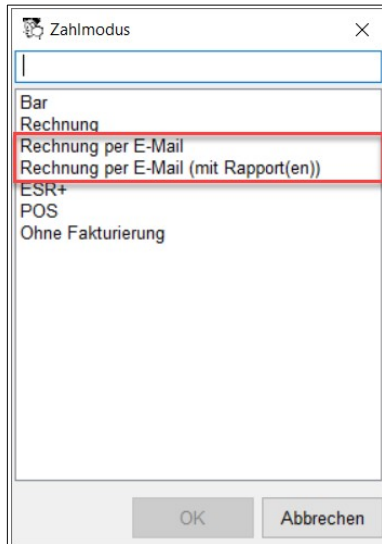 Zahlmodus
Bar
Rechnung
Rechnung per E-Mail
Rechnung per E-Mail (mit Rapport(en))
ESR+
POS
Ohne Fakturierung
OK
Abbrechen